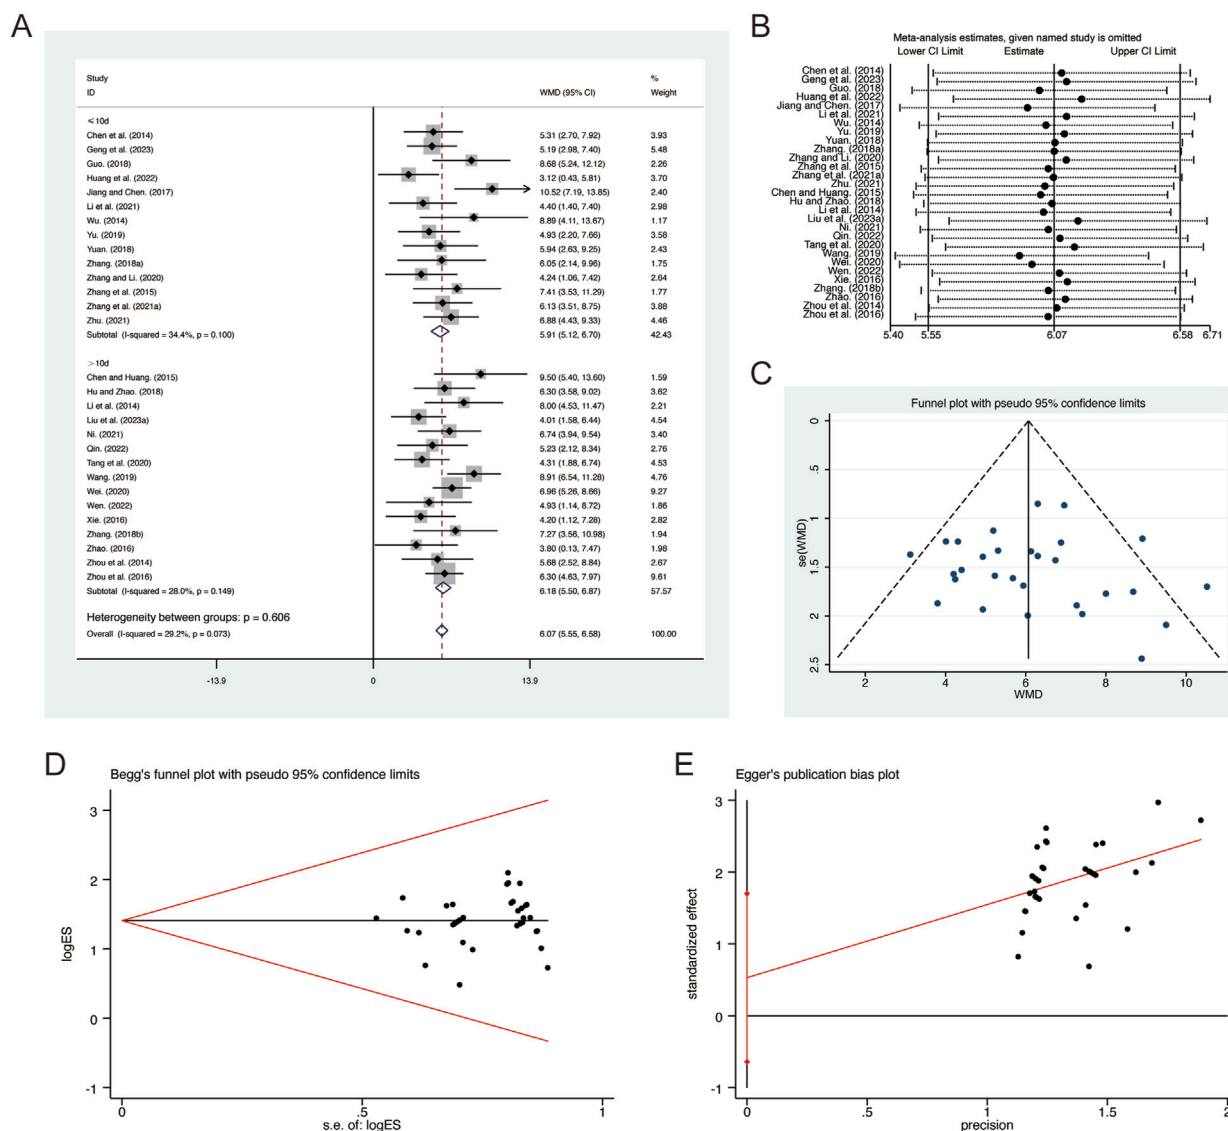 A
Study
%
ID WMD (95% CI) Weight
≤10d
Chen et al. (2014) 5.31 (2.70, 7.92) 3.93
Geng et al. (2023) 5.19 (2.98, 7.40) 5.48
Guo. (2018) 8.68 (5.24, 12.12) 2.26
Huang et al. (2022) 3.12 (0.43, 5.81) 3.70
Jiang and Chen. (2017) 10.52 (7.19, 13.85) 2.40
Li et al. (2021) 4.40 (1.40, 7.40) 2.98
Wu. (2014) 8.89 (4.11, 13.67) 1.17
Yu. (2019) 4.93 (2.20, 7.66) 3.58
Yuan. (2018) 5.94 (2.63, 9.25) 2.43
Zhang. (2018a) 6.05 (2.14, 9.96) 1.75
Zhang and Li. (2020) 4.24 (1.06, 7.42) 2.64
Zhang et al. (2015) 7.41 (3.53, 11.29) 1.77
Zhang et al. (2021a) 6.13 (3.51, 8.75) 3.88
Zhu. (2021) 6.88 (4.43, 9.33) 4.46
Subtotal (I-squared = 34.4%, p = 0.100) 5.91 (5.12, 6.70) 42.43
>10d
Chen and Huang. (2015) 9.50 (5.40, 13.60) 1.59
Hu and Zhao. (2018) 6.30 (3.58, 9.02) 3.62
Li et al. (2014) 8.00 (4.53, 11.47) 2.21
Liu et al. (2023a) 4.01 (1.58, 6.44) 4.54
Ni. (2021) 6.74 (3.94, 9.54) 3.40
Qin. (2022) 5.23 (2.12, 8.34) 2.76
Tang et al. (2020) 4.31 (1.88, 6.74) 4.53
Wang. (2019) 8.91 (6.54, 11.28) 4.76
Wei. (2020) 6.96 (5.26, 8.66) 9.27
Wen. (2022) 4.93 (1.14, 8.72) 1.86
Xie. (2016) 4.20 (1.12, 7.28) 2.82
Zhang. (2018b) 7.27 (3.56, 10.98) 1.94
Zhao. (2016) 3.80 (0.13, 7.47) 1.98
Zhou et al. (2014) 5.68 (2.52, 8.84) 2.67
Zhou et al. (2016) 6.30 (4.63, 7.97) 9.61
Subtotal (I-squared = 28.0%, p = 0.149) 6.18 (5.50, 6.87) 57.57
Heterogeneity between groups: p = 0.606
Overall (I-squared = 29.2%, p = 0.073) 6.07 (5.55, 6.58) 100.00
-13.9 0 13.9
B
Meta-analysis estimates, given named study is omitted
Lower CI Limit Estimate Upper CI Limit
Chen et al. (2014)
Geng et al. (2023)
Guo. (2018)
Huang et al. (2022)
Jiang and Chen. (2017)
Li et al. (2021)
Wu. (2014)
Yu. (2019)
Yuan. (2018)
Zhang. (2018a)
Zhang and Li. (2020)
Zhang et al. (2015)
Zhang et al. (2021a)
Zhu. (2021)
Chen and Huang. (2015)
Hu and Zhao. (2018)
Li et al. (2014)
Liu et al. (2023a)
Ni. (2021)
Qin. (2022)
Tang et al. (2020)
Wang. (2019)
Wei. (2020)
Wen. (2022)
Xie. (2016)
Zhang. (2018b)
Zhao. (2016)
Zhou et al. (2014)
Zhou et al. (2016)
5.40 5.55 6.07 6.58 6.71
C
Funnel plot with pseudo 95% confidence limits
0
.5
1
1.5
2
2.5
se(WMD)
2 4 6 8 10
WMD
D
Begg's funnel plot with pseudo 95% confidence limits
3
2
1
0
-1
logES
0 .5 1
s.e. of: logES
E
Egger's publication bias plot
3
2
1
0
-1
standardized effect
0 .5 1 1.5 2
precision